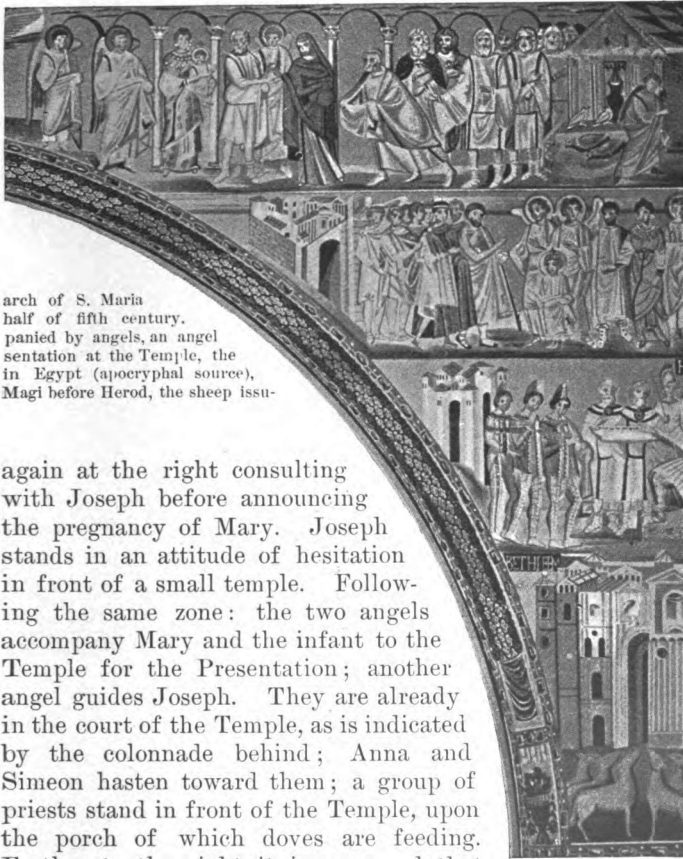 arch of S. Maria
half of fifth century.
panied by angels, an angel
sentation at the Temple, the
in Egypt (apocryphal source),
Magi before Herod, the sheep issu-
again at the right consulting
with Joseph before announcing
the pregnancy of Mary. Joseph
stands in an attitude of hesitation
in front of a small temple. Follow-
ing the same zone: the two angels
accompany Mary and the infant to the
Temple for the Presentation; another
angel guides Joseph. They are already
in the court of the Temple, as is indicated
by the colonnade behind; Anna and
Simeon hasten toward them; a group of
priests stand in front of the Temple, upon
the porch of which doves are feeding.